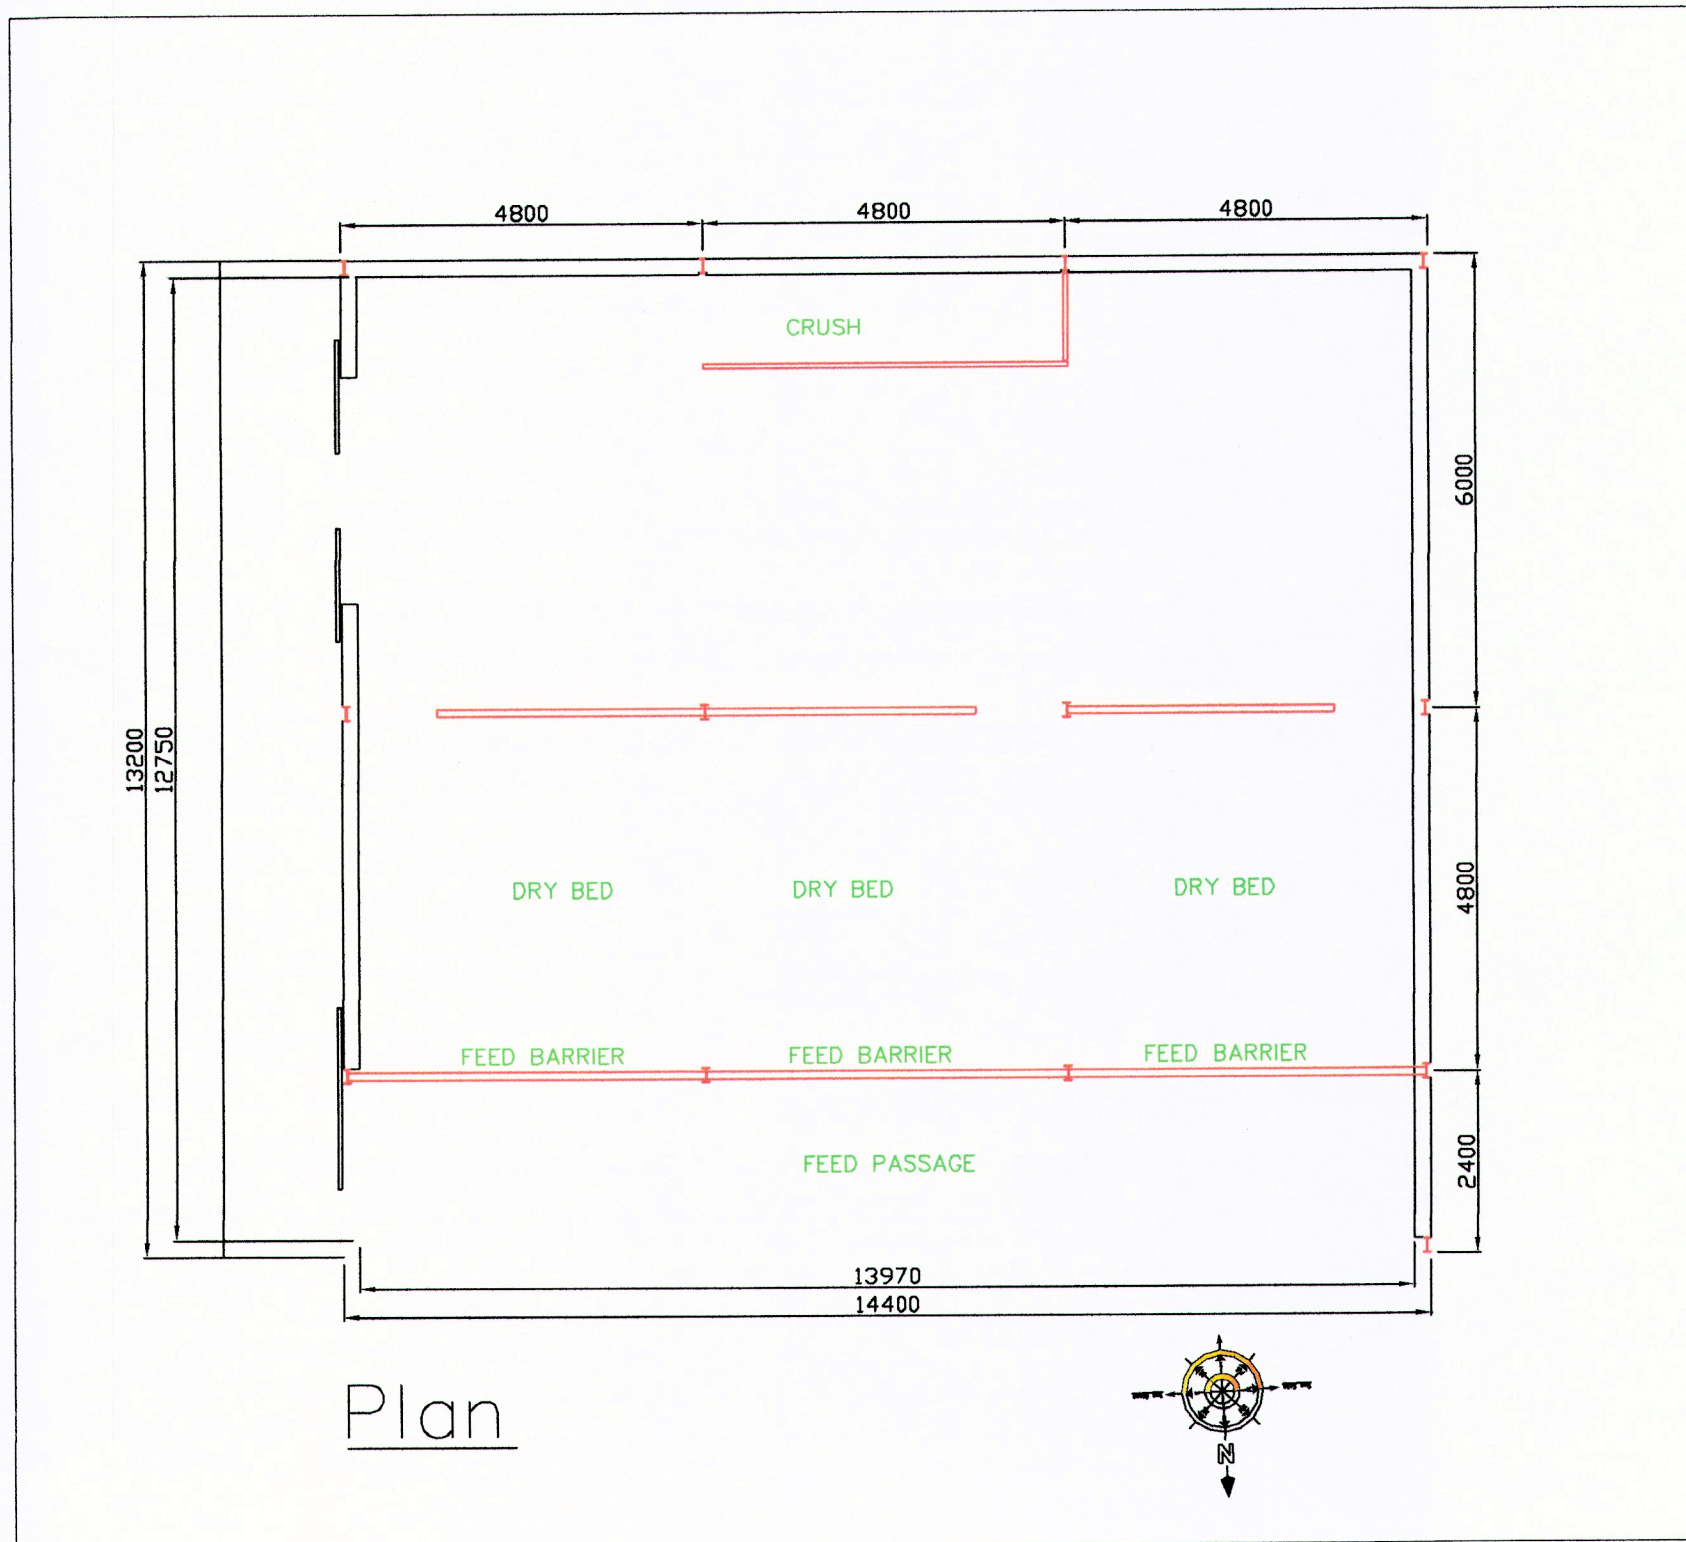 4800 4800 4800
CRUSH
6000
13200
12750
DRY BED DRY BED DRY BED
4800
FEED BARRIER FEED BARRIER FEED BARRIER
FEED PASSAGE
2400
13970
14400
Plan
N